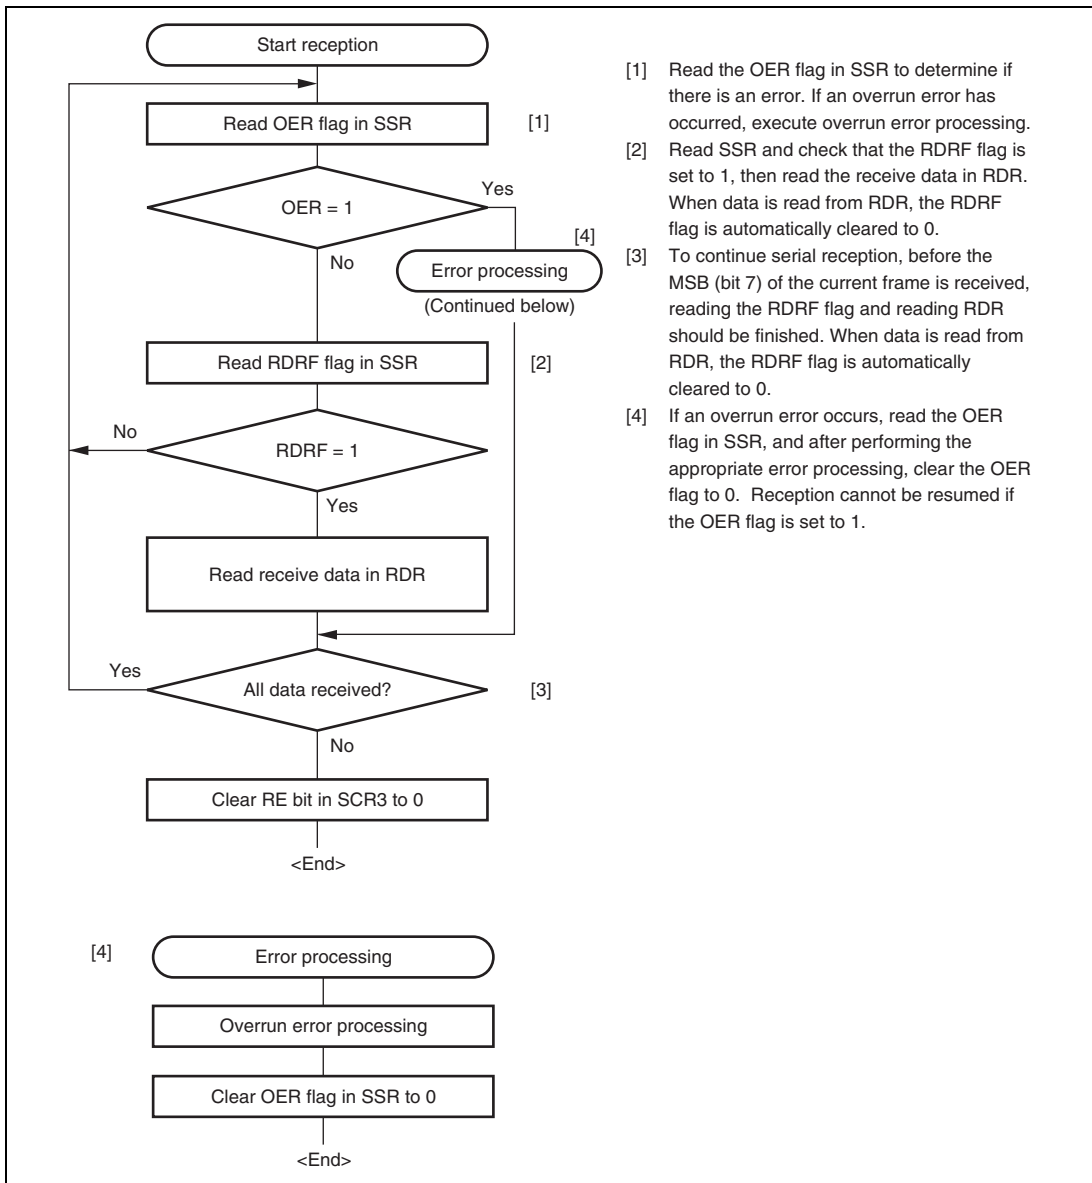 Start reception
Read OER flag in SSR
[1]
OER = 1
Yes
No
[4]
Error processing
(Continued below)
Read RDRF flag in SSR
[2]
No
RDRF = 1
Yes
Read receive data in RDR
Yes
All data received?
[3]
No
Clear RE bit in SCR3 to 0
<End>
[4]
Error processing
Overrun error processing
Clear OER flag in SSR to 0
<End>
[1] Read the OER flag in SSR to determine if
there is an error. If an overrun error has
occurred, execute overrun error processing.
[2] Read SSR and check that the RDRF flag is
set to 1, then read the receive data in RDR.
When data is read from RDR, the RDRF
flag is automatically cleared to 0.
[3] To continue serial reception, before the
MSB (bit 7) of the current frame is received,
reading the RDRF flag and reading RDR
should be finished. When data is read from
RDR, the RDRF flag is automatically
cleared to 0.
[4] If an overrun error occurs, read the OER
flag in SSR, and after performing the
appropriate error processing, clear the OER
flag to 0. Reception cannot be resumed if
the OER flag is set to 1.